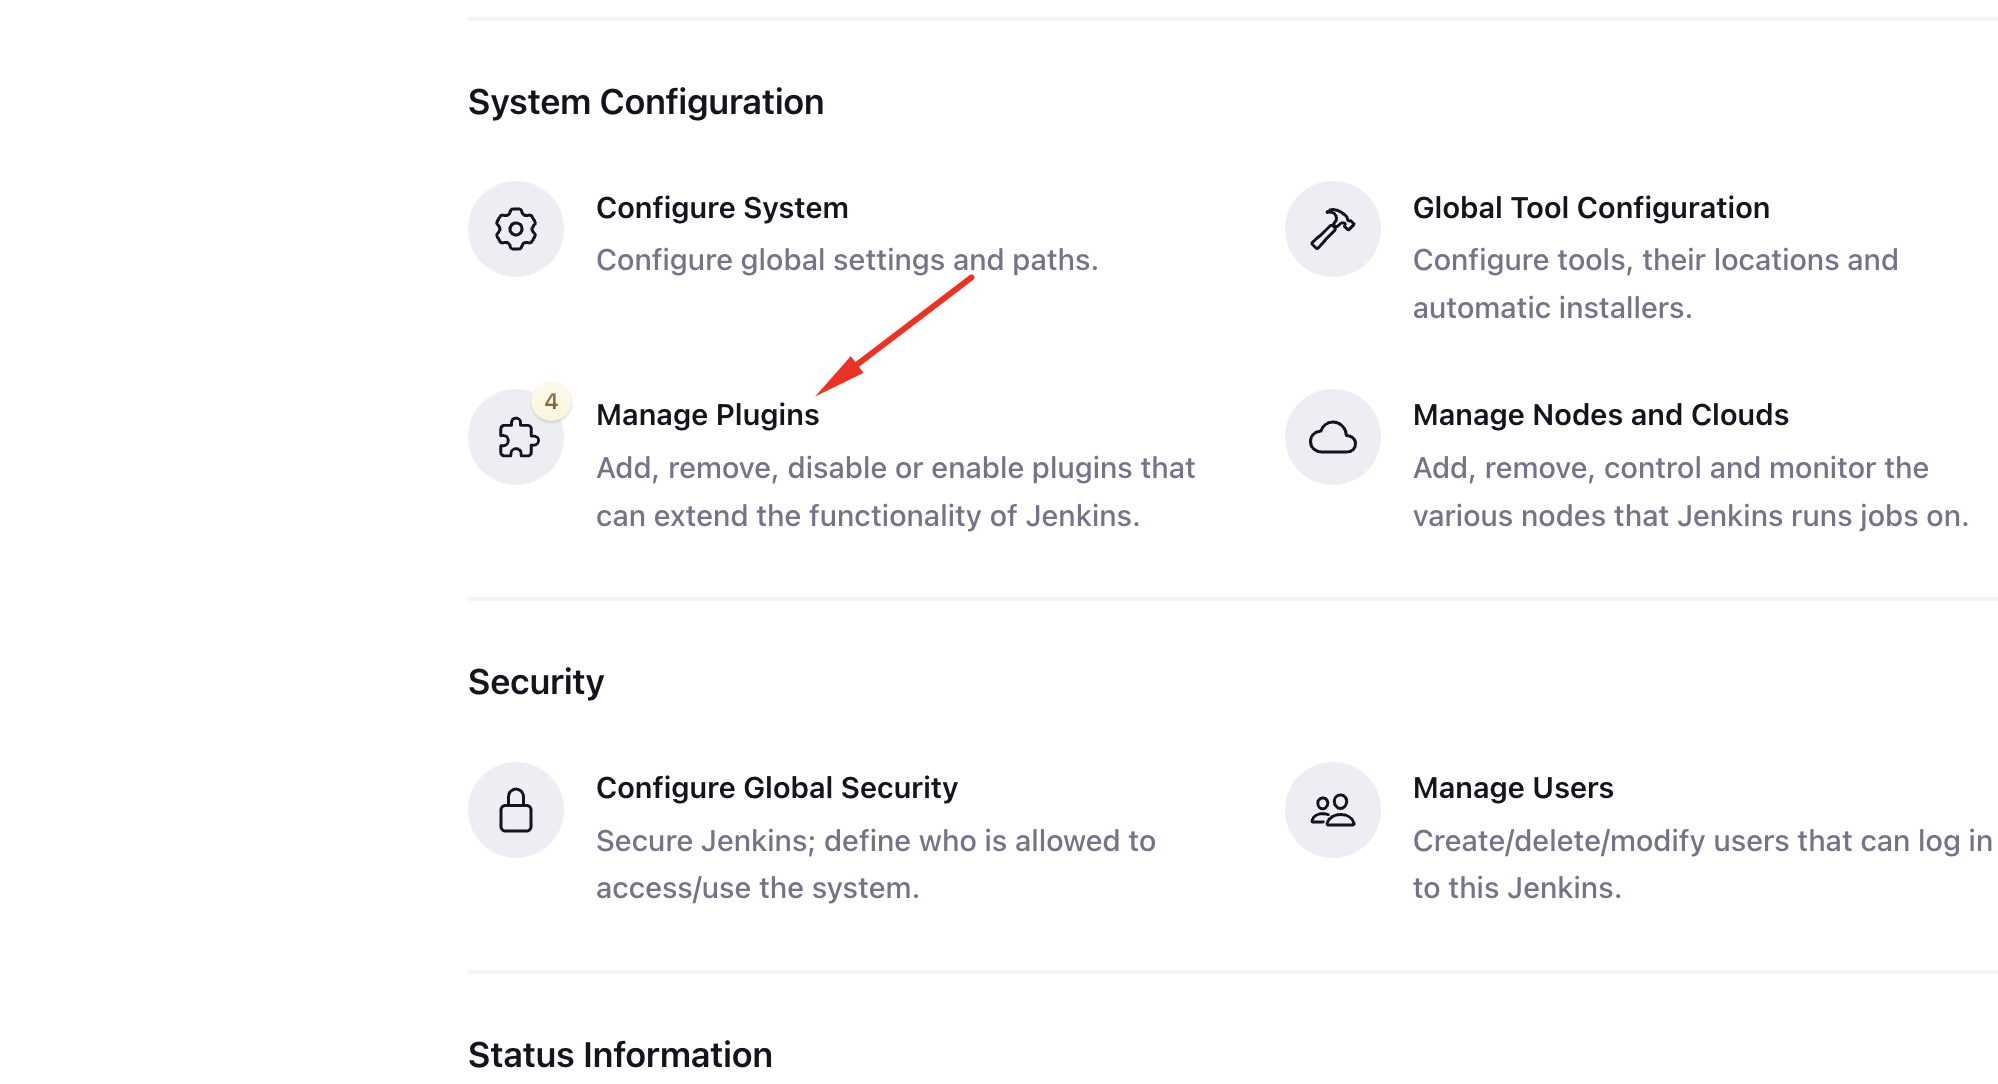 System Configuration
Configure System
Configure global settings and paths.
Global Tool Configuration
Configure tools, their locations and
automatic installers.
4
Manage Plugins
Add, remove, disable or enable plugins that
can extend the functionality of Jenkins.
Manage Nodes and Clouds
Add, remove, control and monitor the
various nodes that Jenkins runs jobs on.
Security
Configure Global Security
Secure Jenkins; define who is allowed to
access/use the system.
Manage Users
Create/delete/modify users that can log in
to this Jenkins.
Status Information